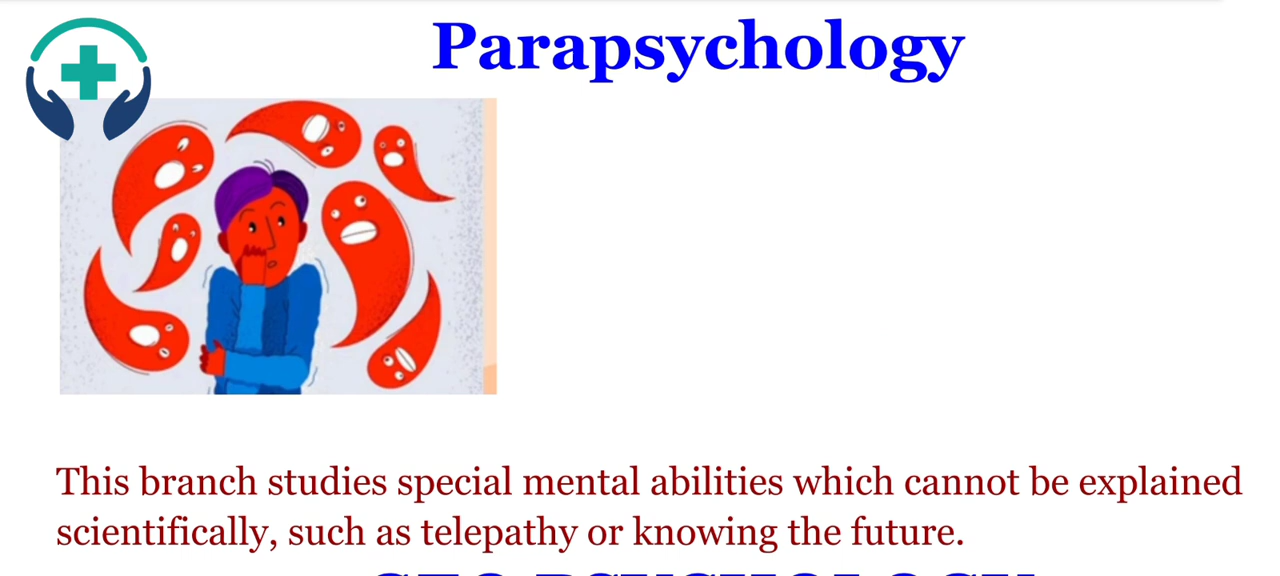 Parapsychology
This branch studies special mental abilities which cannot be explained
scientifically, such as telepathy or knowing the future.